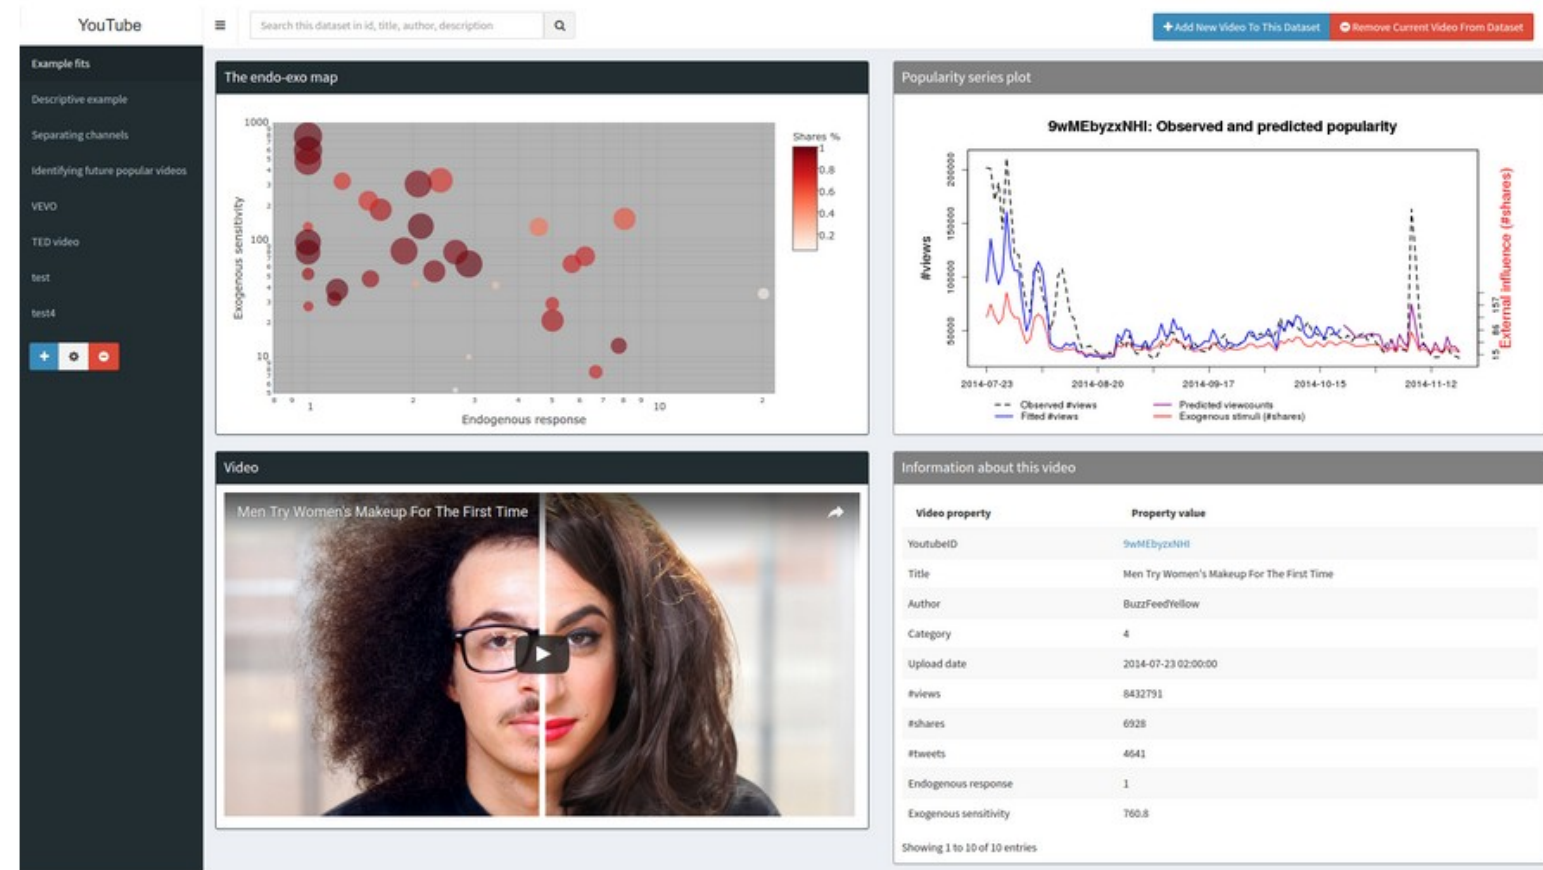 YouTube
Search this dataset in id, title, author, description
Add New Video To This Dataset
Remove Current Video From Dataset
Example fits
Descriptive example
Separating channels
Identifying future popular videos
VEVO
TED video
test
test4
The endo-exo map
Exogenous sensitivity
1000
100
10
1
10
Endogenous response
Shares %
1
0.8
0.6
0.4
0.2
Popularity series plot
9wMEbyzxNHI: Observed and predicted popularity
#views
50000
100000
150000
200000
2014-07-23
2014-08-20
2014-09-17
2014-10-15
2014-11-12
15 86 157
External influence (#shares)
Observed #views
Fitted #views
Predicted viewcounts
Exogenous stimuli (#shares)
Video
Men Try Women's Makeup For The First Time
Information about this video
Video property Property value
YoutubeID 9wMEbyzxNHI
Title Men Try Women's Makeup For The First Time
Author BuzzFeedYellow
Category 4
Upload date 2014-07-23 02:00:00
#views 8432791
#shares 6928
#tweets 4641
Endogenous response 1
Exogenous sensitivity 760.8
Showing 1 to 10 of 10 entries